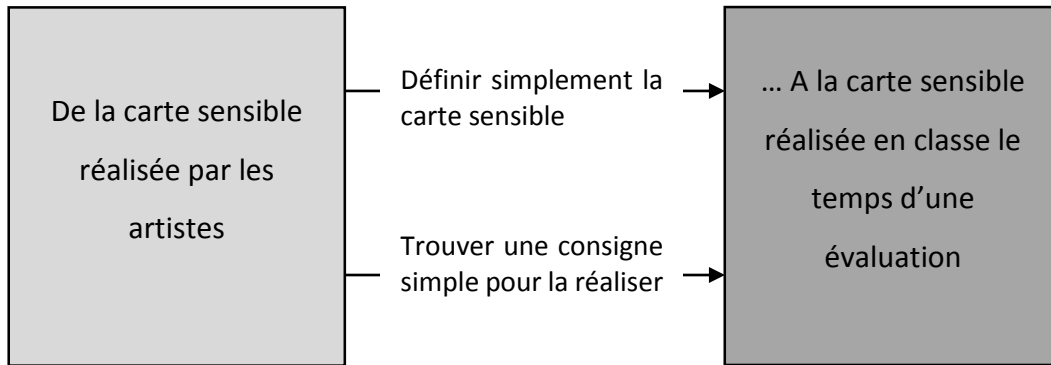 De la carte sensible
réalisée par les
artistes
Définir simplement la
carte sensible
Trouver une consigne
simple pour la réaliser
… A la carte sensible
réalisée en classe le
temps d’une
évaluation